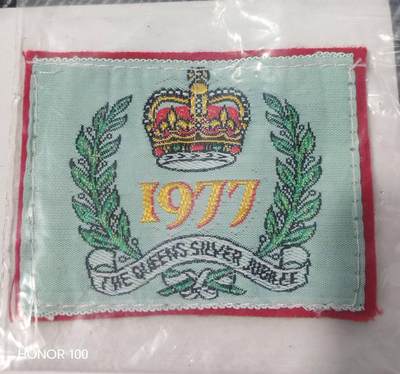 1977
THE QUEENS SILVER JUBILEE
HONOR 100